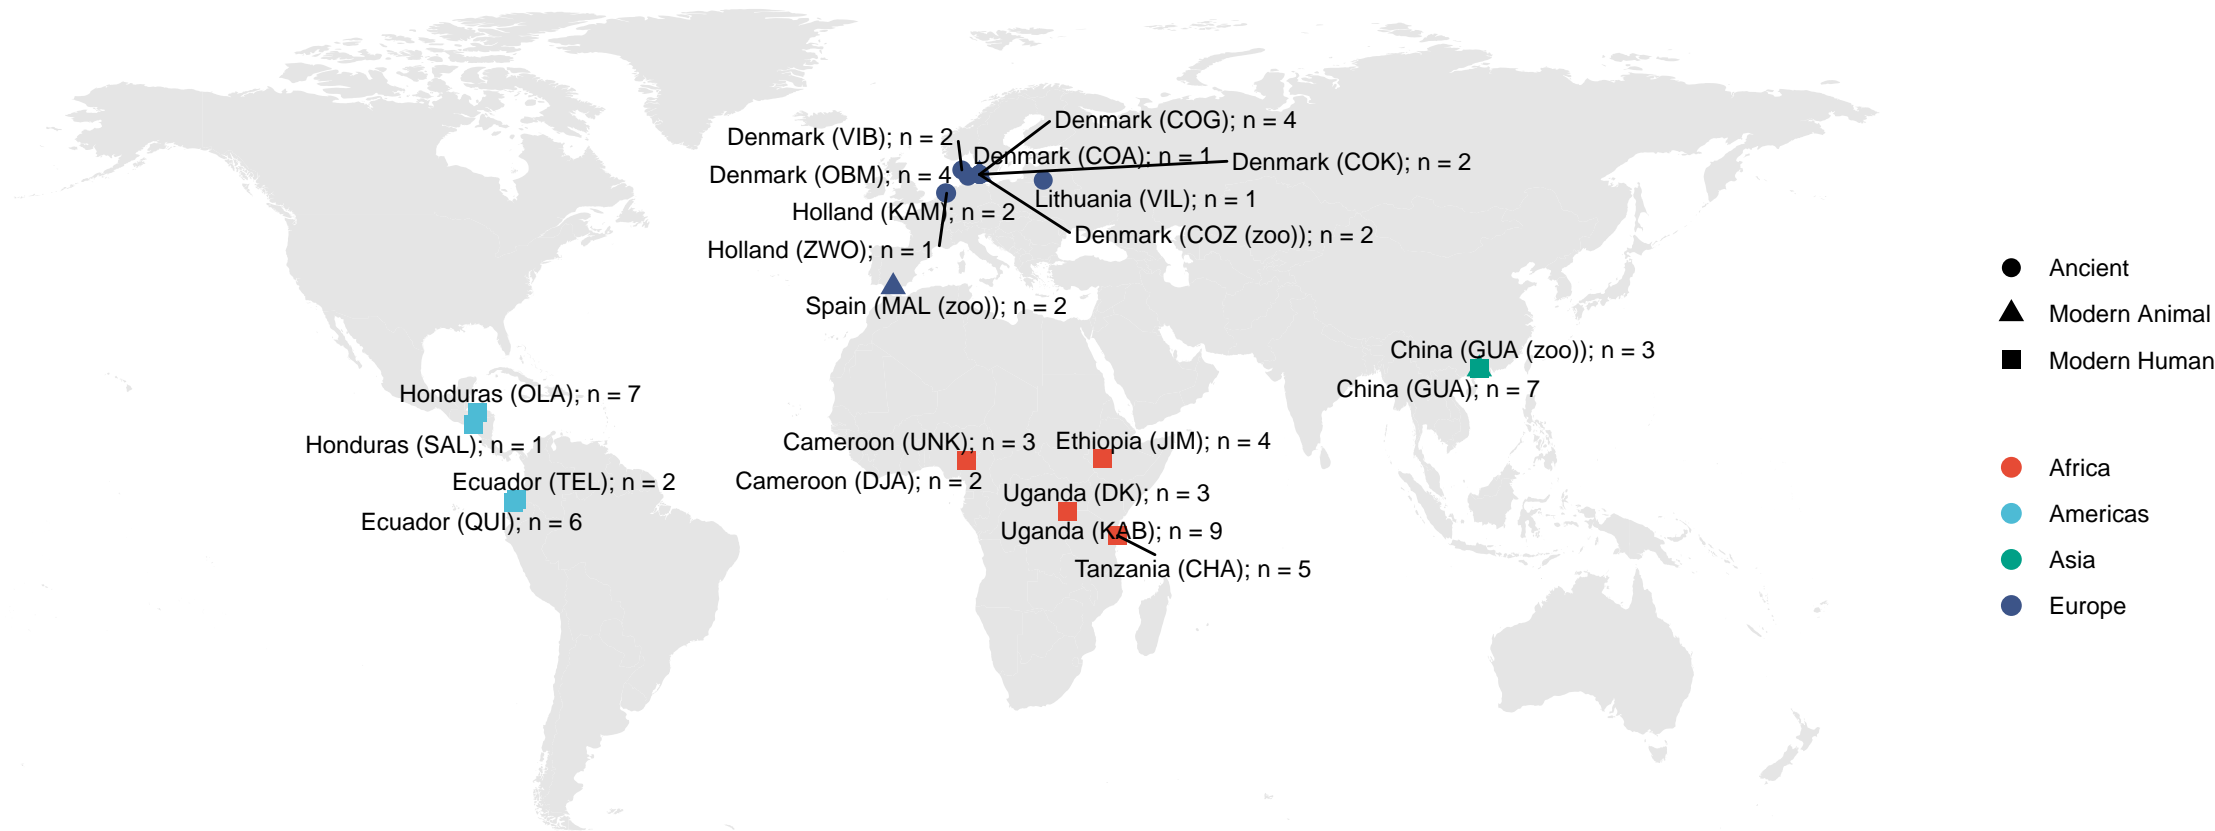 Denmark (COG); n = 4
Denmark (VIB); n = 2
Denmark (COA); n = 1
Denmark (COK); n = 2
Denmark (OBM); n = 4
Lithuania (VIL); n = 1
Holland (KAM); n = 2
Denmark (COZ (zoo)); n = 2
Holland (ZWO); n = 1
Spain (MAL (zoo)); n = 2
China (GUA (zoo)); n = 3
China (GUA); n = 7
Honduras (OLA); n = 7
Honduras (SAL); n = 1
Cameroon (UNK); n = 3
Ethiopia (JIM); n = 4
Ecuador (TEL); n = 2
Cameroon (DJA); n = 2
Uganda (DK); n = 3
Ecuador (QUI); n = 6
Uganda (KAB); n = 9
Tanzania (CHA); n = 5
Ancient
Modern Animal
Modern Human
Africa
Americas
Asia
Europe